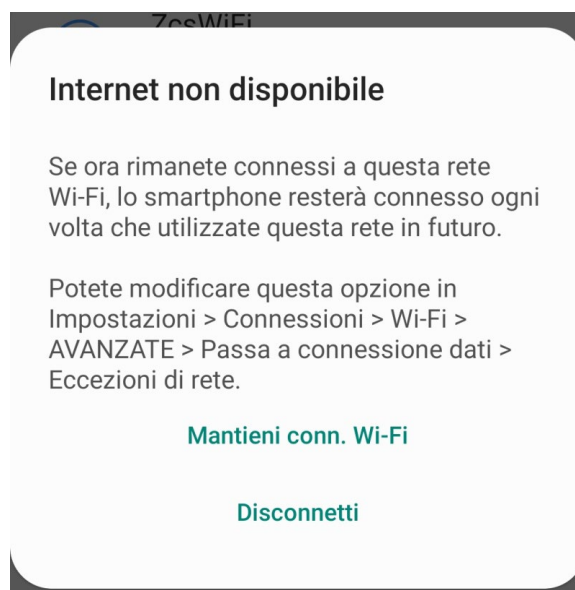 ZcsWiFi
Internet non disponibile
Se ora rimanete connessi a questa rete
Wi-Fi, lo smartphone resterà connesso ogni
volta che utilizzate questa rete in futuro.
Potete modificare questa opzione in
Impostazioni > Connessioni > Wi-Fi >
AVANZATE > Passa a connessione dati >
Eccezioni di rete.
Mantieni conn. Wi-Fi
Disconnetti